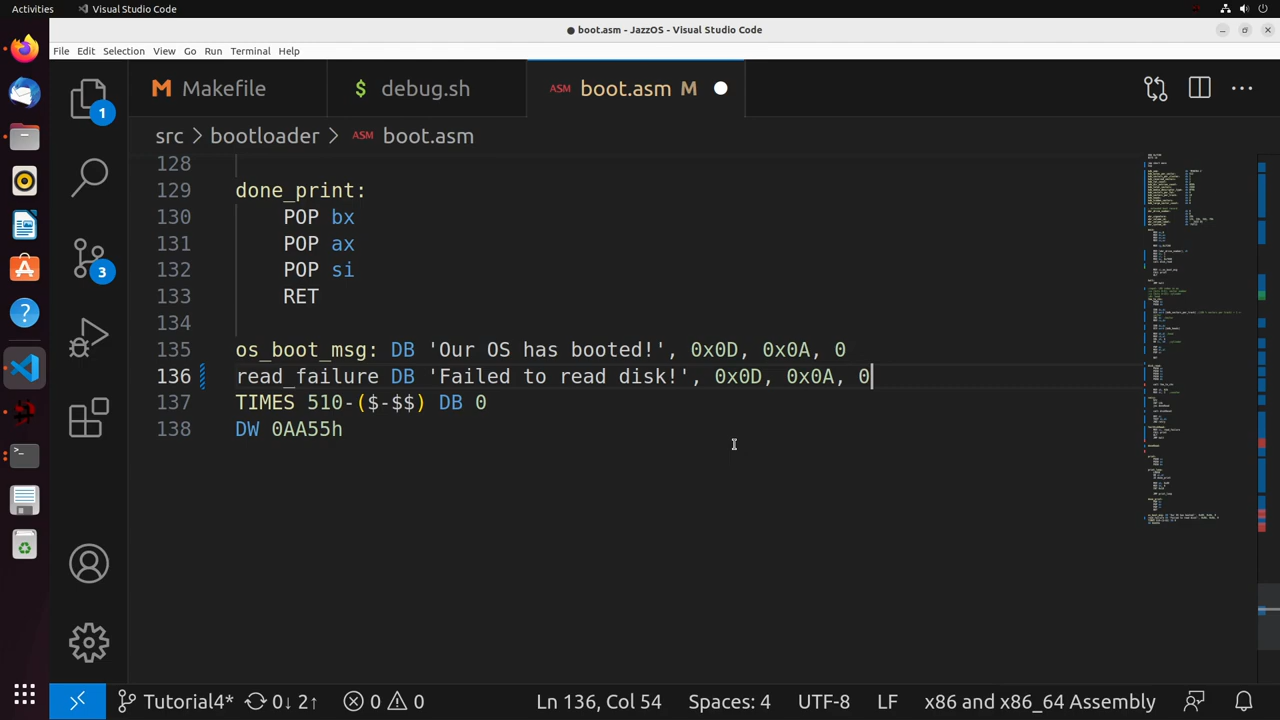 Activities
Visual Studio Code
boot.asm - JazzOS - Visual Studio Code
File Edit Selection View Go Run Terminal Help
Makefile
debug.sh
boot.asm M
src > bootloader > boot.asm
128
129 done_print:
130 POP bx
131 POP ax
132 POP si
133 RET
134
135 os_boot_msg: DB 'Our OS has booted!', 0x0D, 0x0A, 0
136 read_failure DB 'Failed to read disk!', 0x0D, 0x0A, 0
137 TIMES 510-($-$$) DB 0
138 DW 0AA55h
1
3
Tutorial4* 0↓ 2↑ 0 0 Ln 136, Col 54 Spaces: 4 UTF-8 LF x86 and x86_64 Assembly